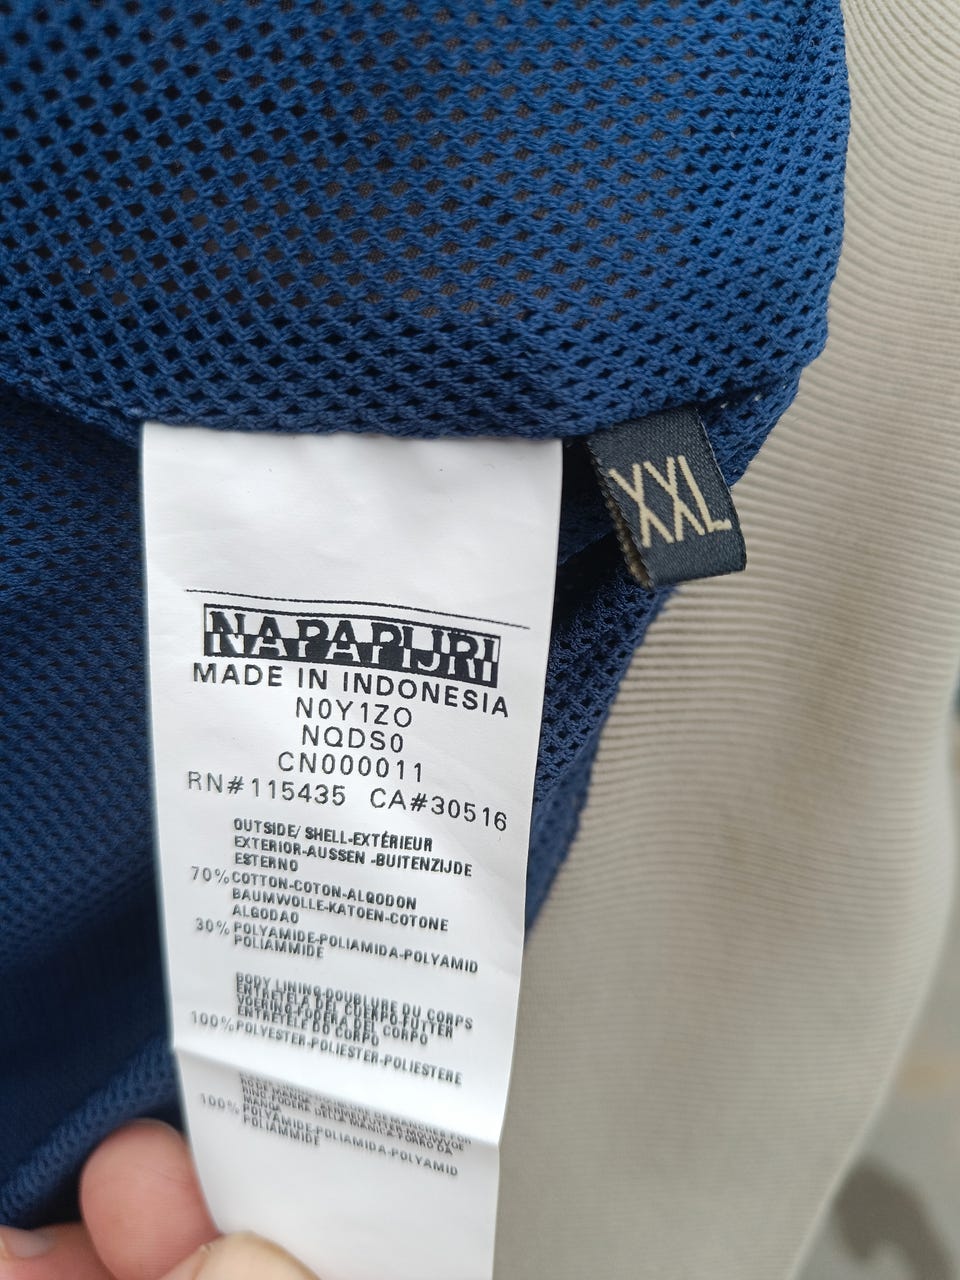 XXL
NAPAPIJRI
MADE IN INDONESIA
N0Y1ZO
NQDS0
CN000011
RN#115435 CA#30516
OUTSIDE/ SHELL-EXTÉRIEUR
EXTERIOR-AUSSEN -BUITENZIJDE
ESTERNO
70% COTTON-COTON-ALGODON
BAUMWOLLE-KATOEN-COTONE
ALGODAO
30% POLYAMIDE-POLIAMIDA-POLYAMID
POLIAMMIDE
BODY LINING-DOUBLURE DU CORPS
ENTRETELA DEL CUERPO-FUTTER
VOERING-FODERA DEL CORPO
ENTRETELE DO CORPO
100% POLYESTER-POLIESTER-POLIESTERE
100% POLYAMIDE-POLIAMIDA-POLYAMID
POLIAMMIDE